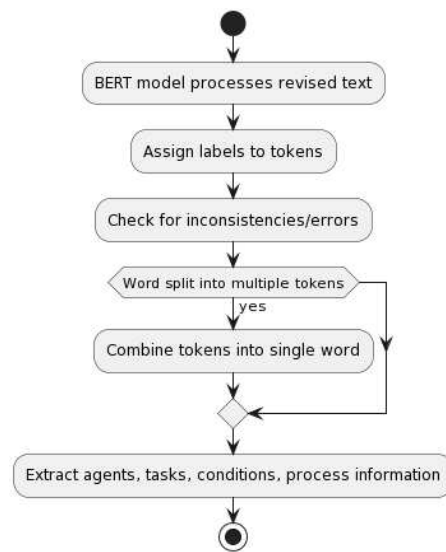 BERT model processes revised text
Assign labels to tokens
Check for inconsistencies/errors
Word split into multiple tokens
yes
Combine tokens into single word
Extract agents, tasks, conditions, process information